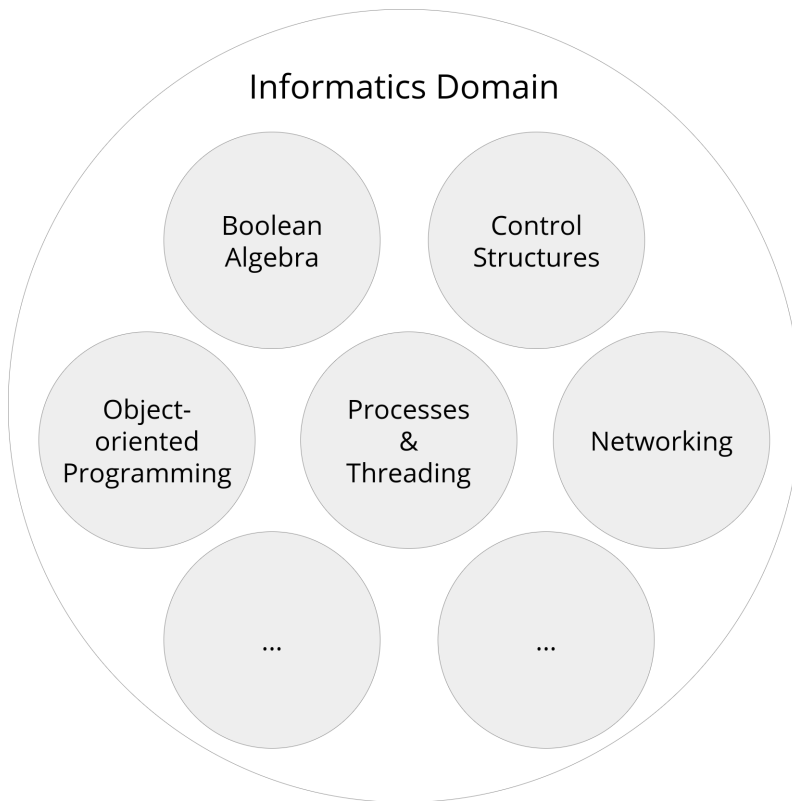 Informatics Domain
Boolean
Algebra
Control
Structures
Object-
oriented
Programming
Processes
&
Threading
Networking
...
...